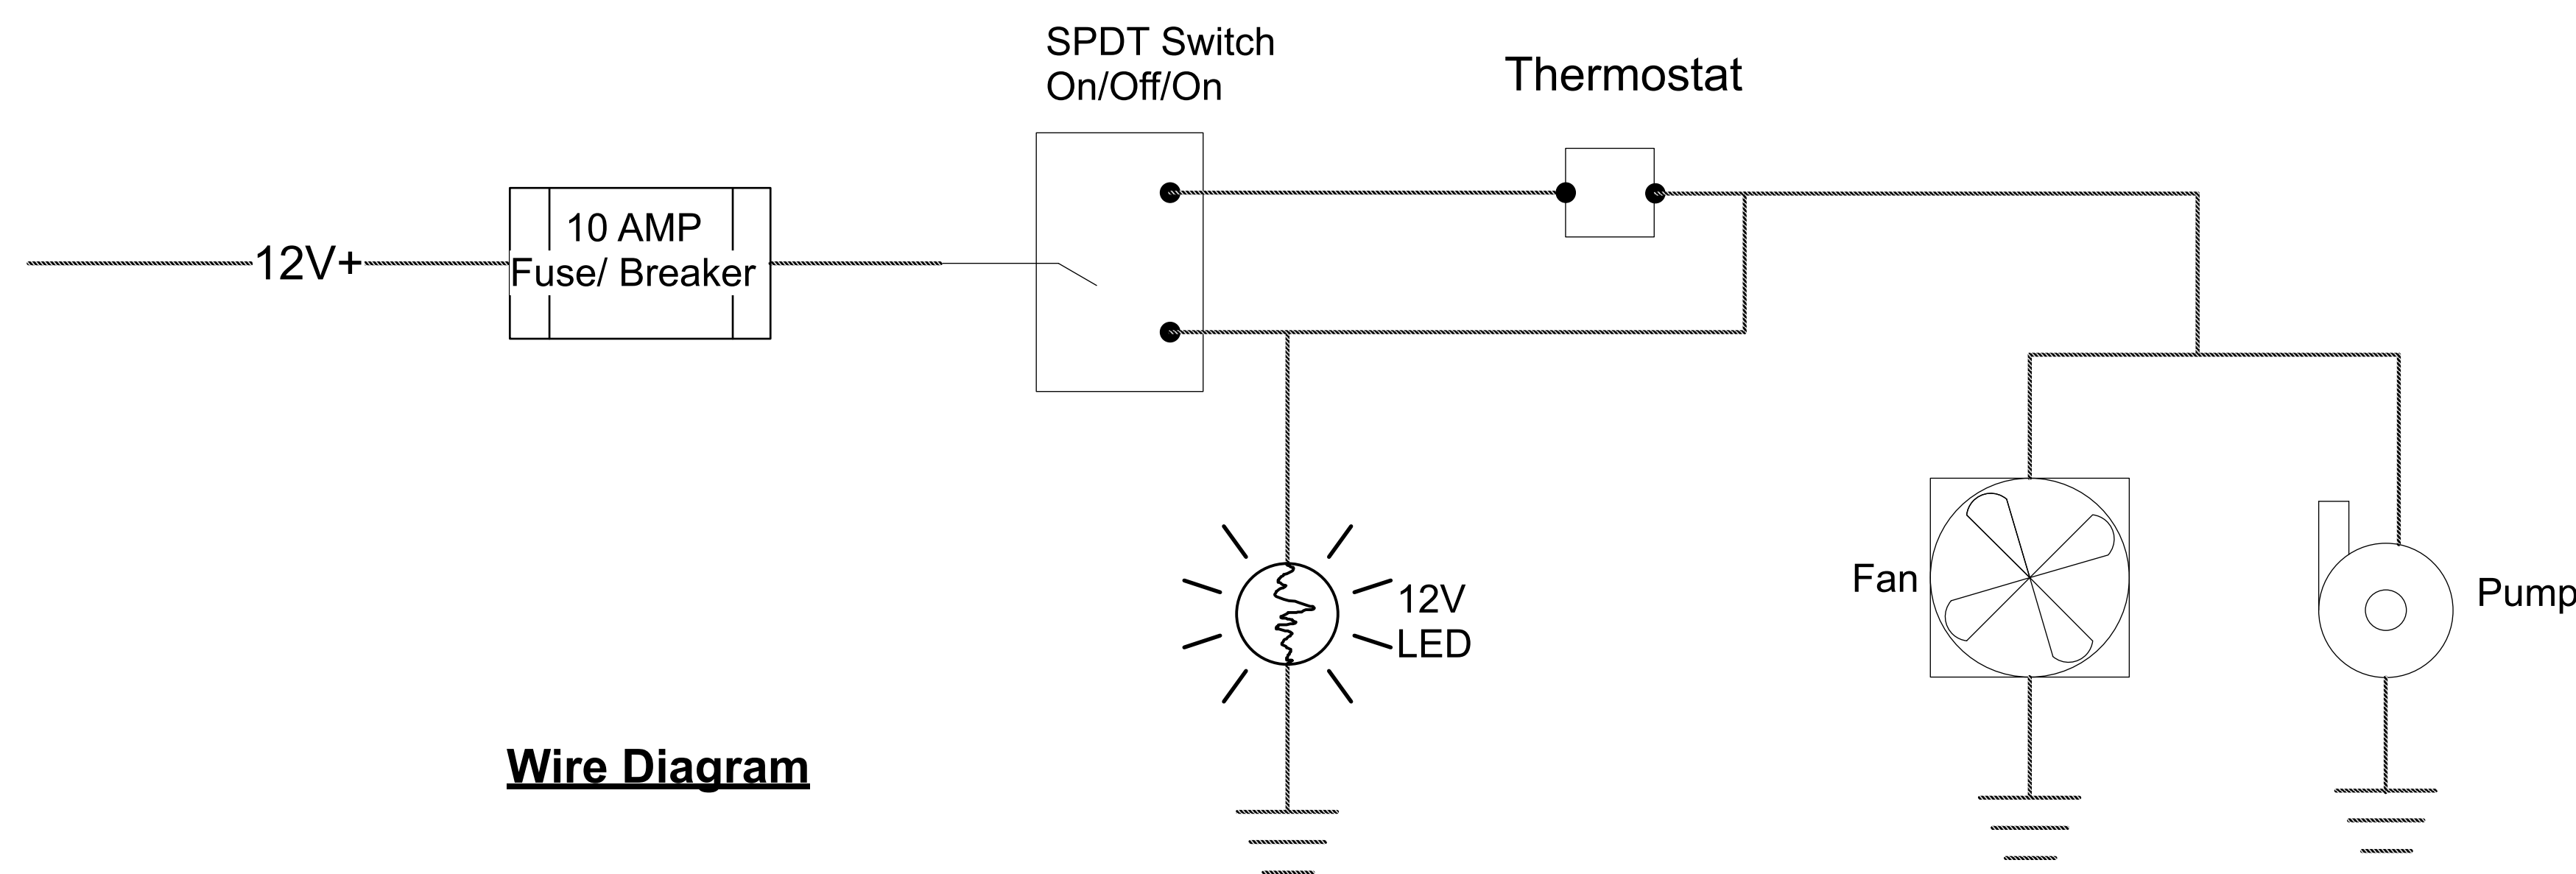 SPDT Switch
On/Off/On
Thermostat
12V+
10 AMP
Fuse/ Breaker
12V
LED
Fan
Pump
Wire Diagram